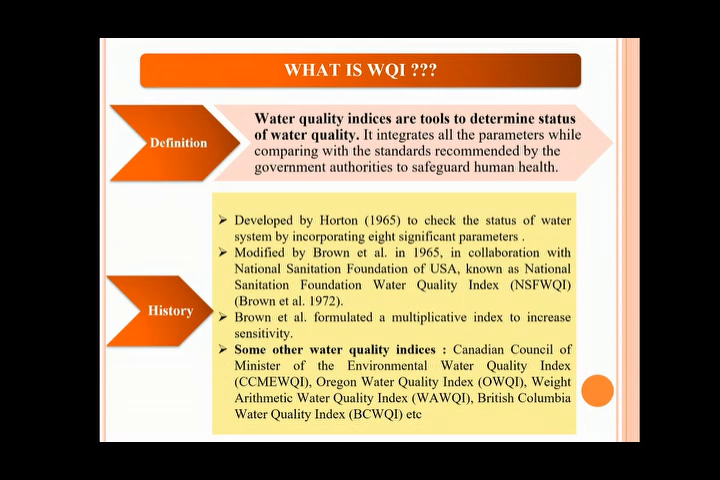 WHAT IS WQI ???
Definition
Water quality indices are tools to determine status
of water quality. It integrates all the parameters while
comparing with the standards recommended by the
government authorities to safeguard human health.
History
➢ Developed by Horton (1965) to check the status of water
system by incorporating eight significant parameters .
➢ Modified by Brown et al. in 1965, in collaboration with
National Sanitation Foundation of USA, known as National
Sanitation Foundation Water Quality Index (NSFWQI)
(Brown et al. 1972).
➢ Brown et al. formulated a multiplicative index to increase
sensitivity.
➢ Some other water quality indices : Canadian Council of
Minister of the Environmental Water Quality Index
(CCMEWQI), Oregon Water Quality Index (OWQI), Weight
Arithmetic Water Quality Index (WAWQI), British Columbia
Water Quality Index (BCWQI) etc